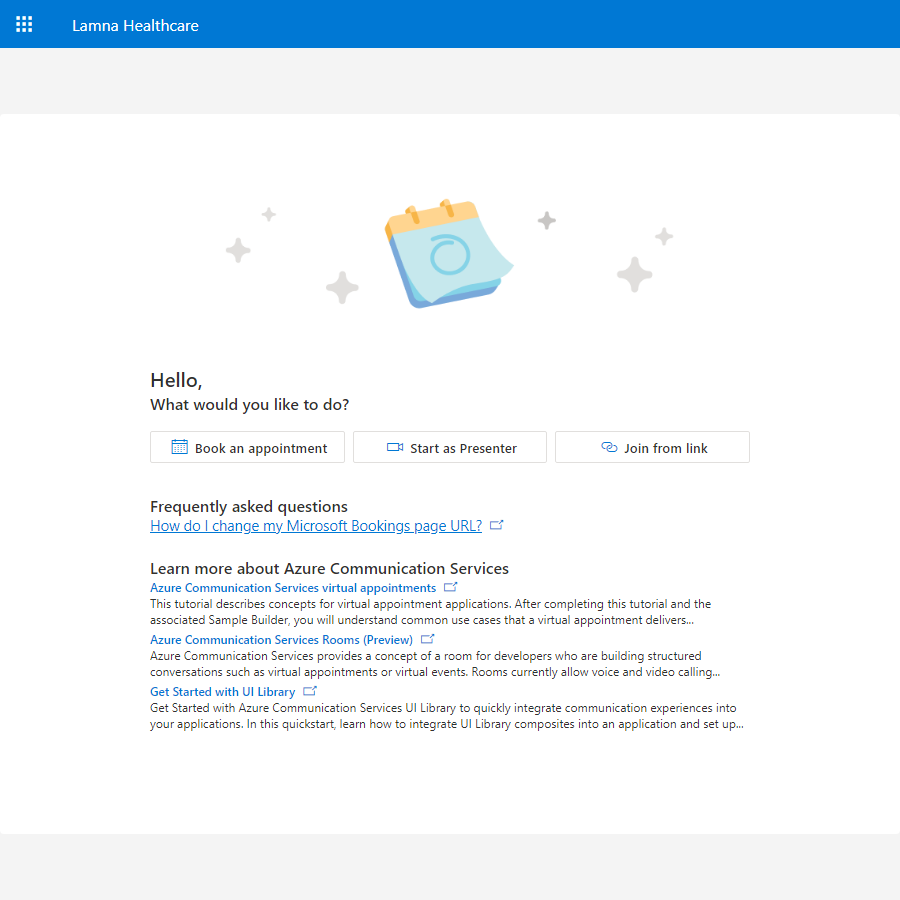 Lamna Healthcare
Hello,
What would you like to do?
Book an appointment
Start as Presenter
Join from link
Frequently asked questions
How do I change my Microsoft Bookings page URL?
Learn more about Azure Communication Services
Azure Communication Services virtual appointments
This tutorial describes concepts for virtual appointment applications. After completing this tutorial and the
associated Sample Builder, you will understand common use cases that a virtual appointment delivers...
Azure Communication Services Rooms (Preview)
Azure Communication Services provides a concept of a room for developers who are building structured
conversations such as virtual appointments or virtual events. Rooms currently allow voice and video calling...
Get Started with UI Library
Get Started with Azure Communication Services UI Library to quickly integrate communication experiences into
your applications. In this quickstart, learn how to integrate UI Library composites into an application and set up...